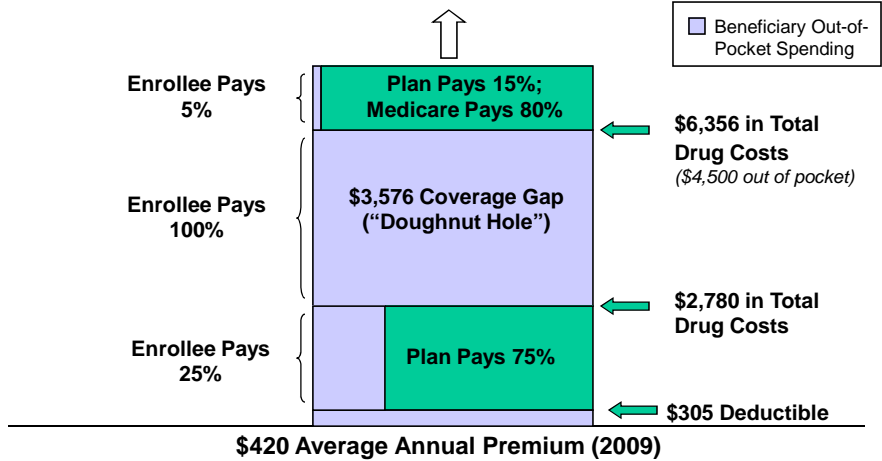 Beneficiary Out-of-
Pocket Spending
Enrollee Pays
5%
Plan Pays 15%;
Medicare Pays 80%
$6,356 in Total
Drug Costs
($4,500 out of pocket)
Enrollee Pays
100%
$3,576 Coverage Gap
(“Doughnut Hole”)
$2,780 in Total
Drug Costs
Enrollee Pays
25%
Plan Pays 75%
$305 Deductible
$420 Average Annual Premium (2009)